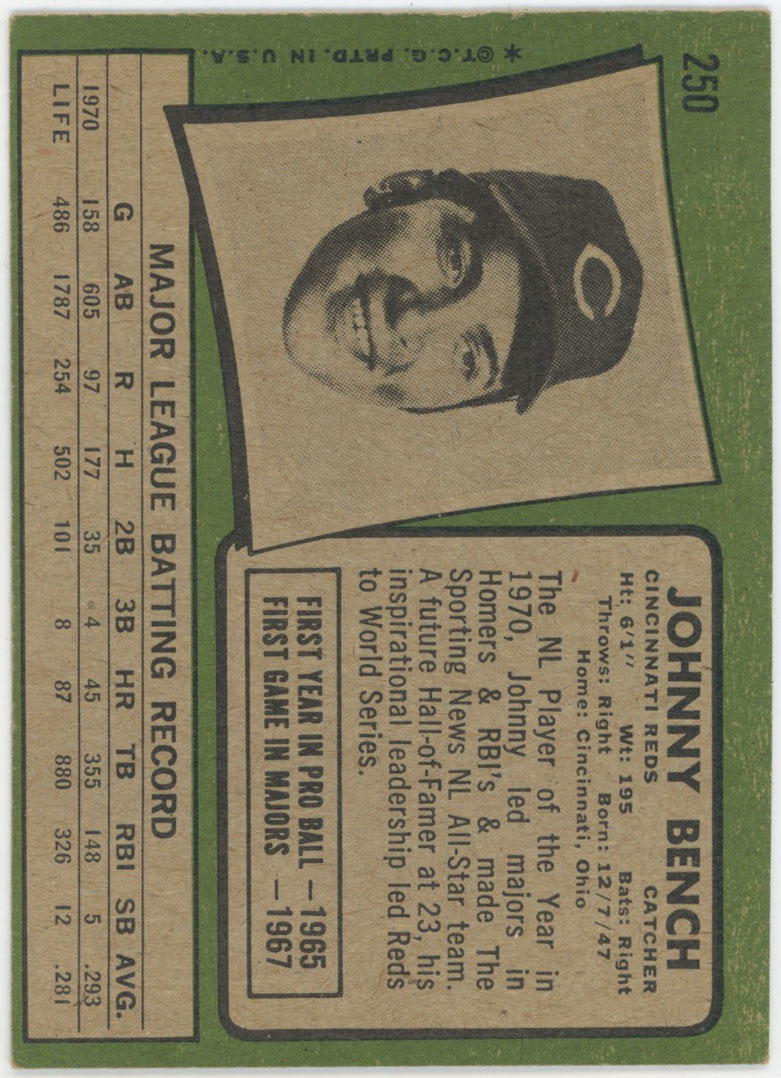 250
* ©T.C.G. PRTD. IN U.S.A.
C
JOHNNY BENCH
CINCINNATI REDS CATCHER
Ht: 6'1" Wt: 195 Bats: Right
Throws: Right Born: 12/7/47
Home: Cincinnati, Ohio
The NL Player of the Year in
1970, Johnny led majors in
Homers & RBI's & made The
Sporting News NL All-Star team.
A future Hall-of-Famer at 23, his
inspirational leadership led Reds
to World Series.
FIRST YEAR IN PRO BALL —1965
FIRST GAME IN MAJORS —1967
MAJOR LEAGUE BATTING RECORD
G AB R H 2B 3B HR TB RBI SB AVG.
1970 158 605 97 177 35 4 45 355 148 5 .293
LIFE 486 1787 254 502 101 8 87 880 326 12 .281